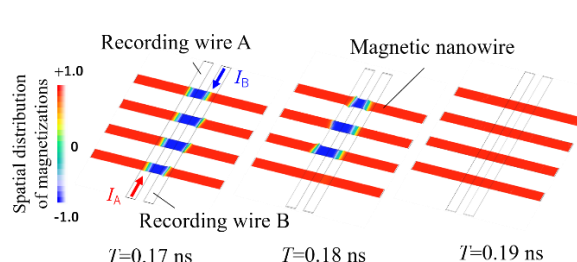 Recording wire A
Magnetic nanowire
I_B
+1.0
0
-1.0
Spatial distribution
of magnetizations
I_A
Recording wire B
T=0.17 ns
T=0.18 ns
T=0.19 ns